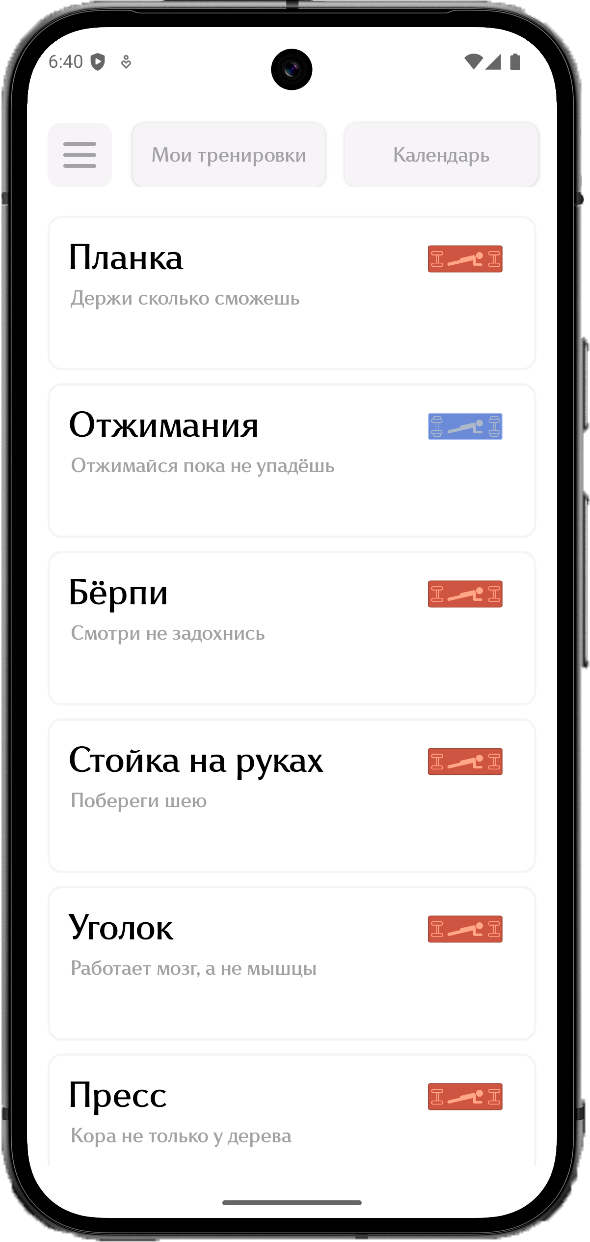 6:40
Мои тренировки
Календарь
Планка
Держи сколько сможешь
Отжимания
Отжимайся пока не упадёшь
Бёрпи
Смотри не задохнись
Стойка на руках
Побереги шею
Уголок
Работает мозг, а не мышцы
Пресс
Кора не только у дерева